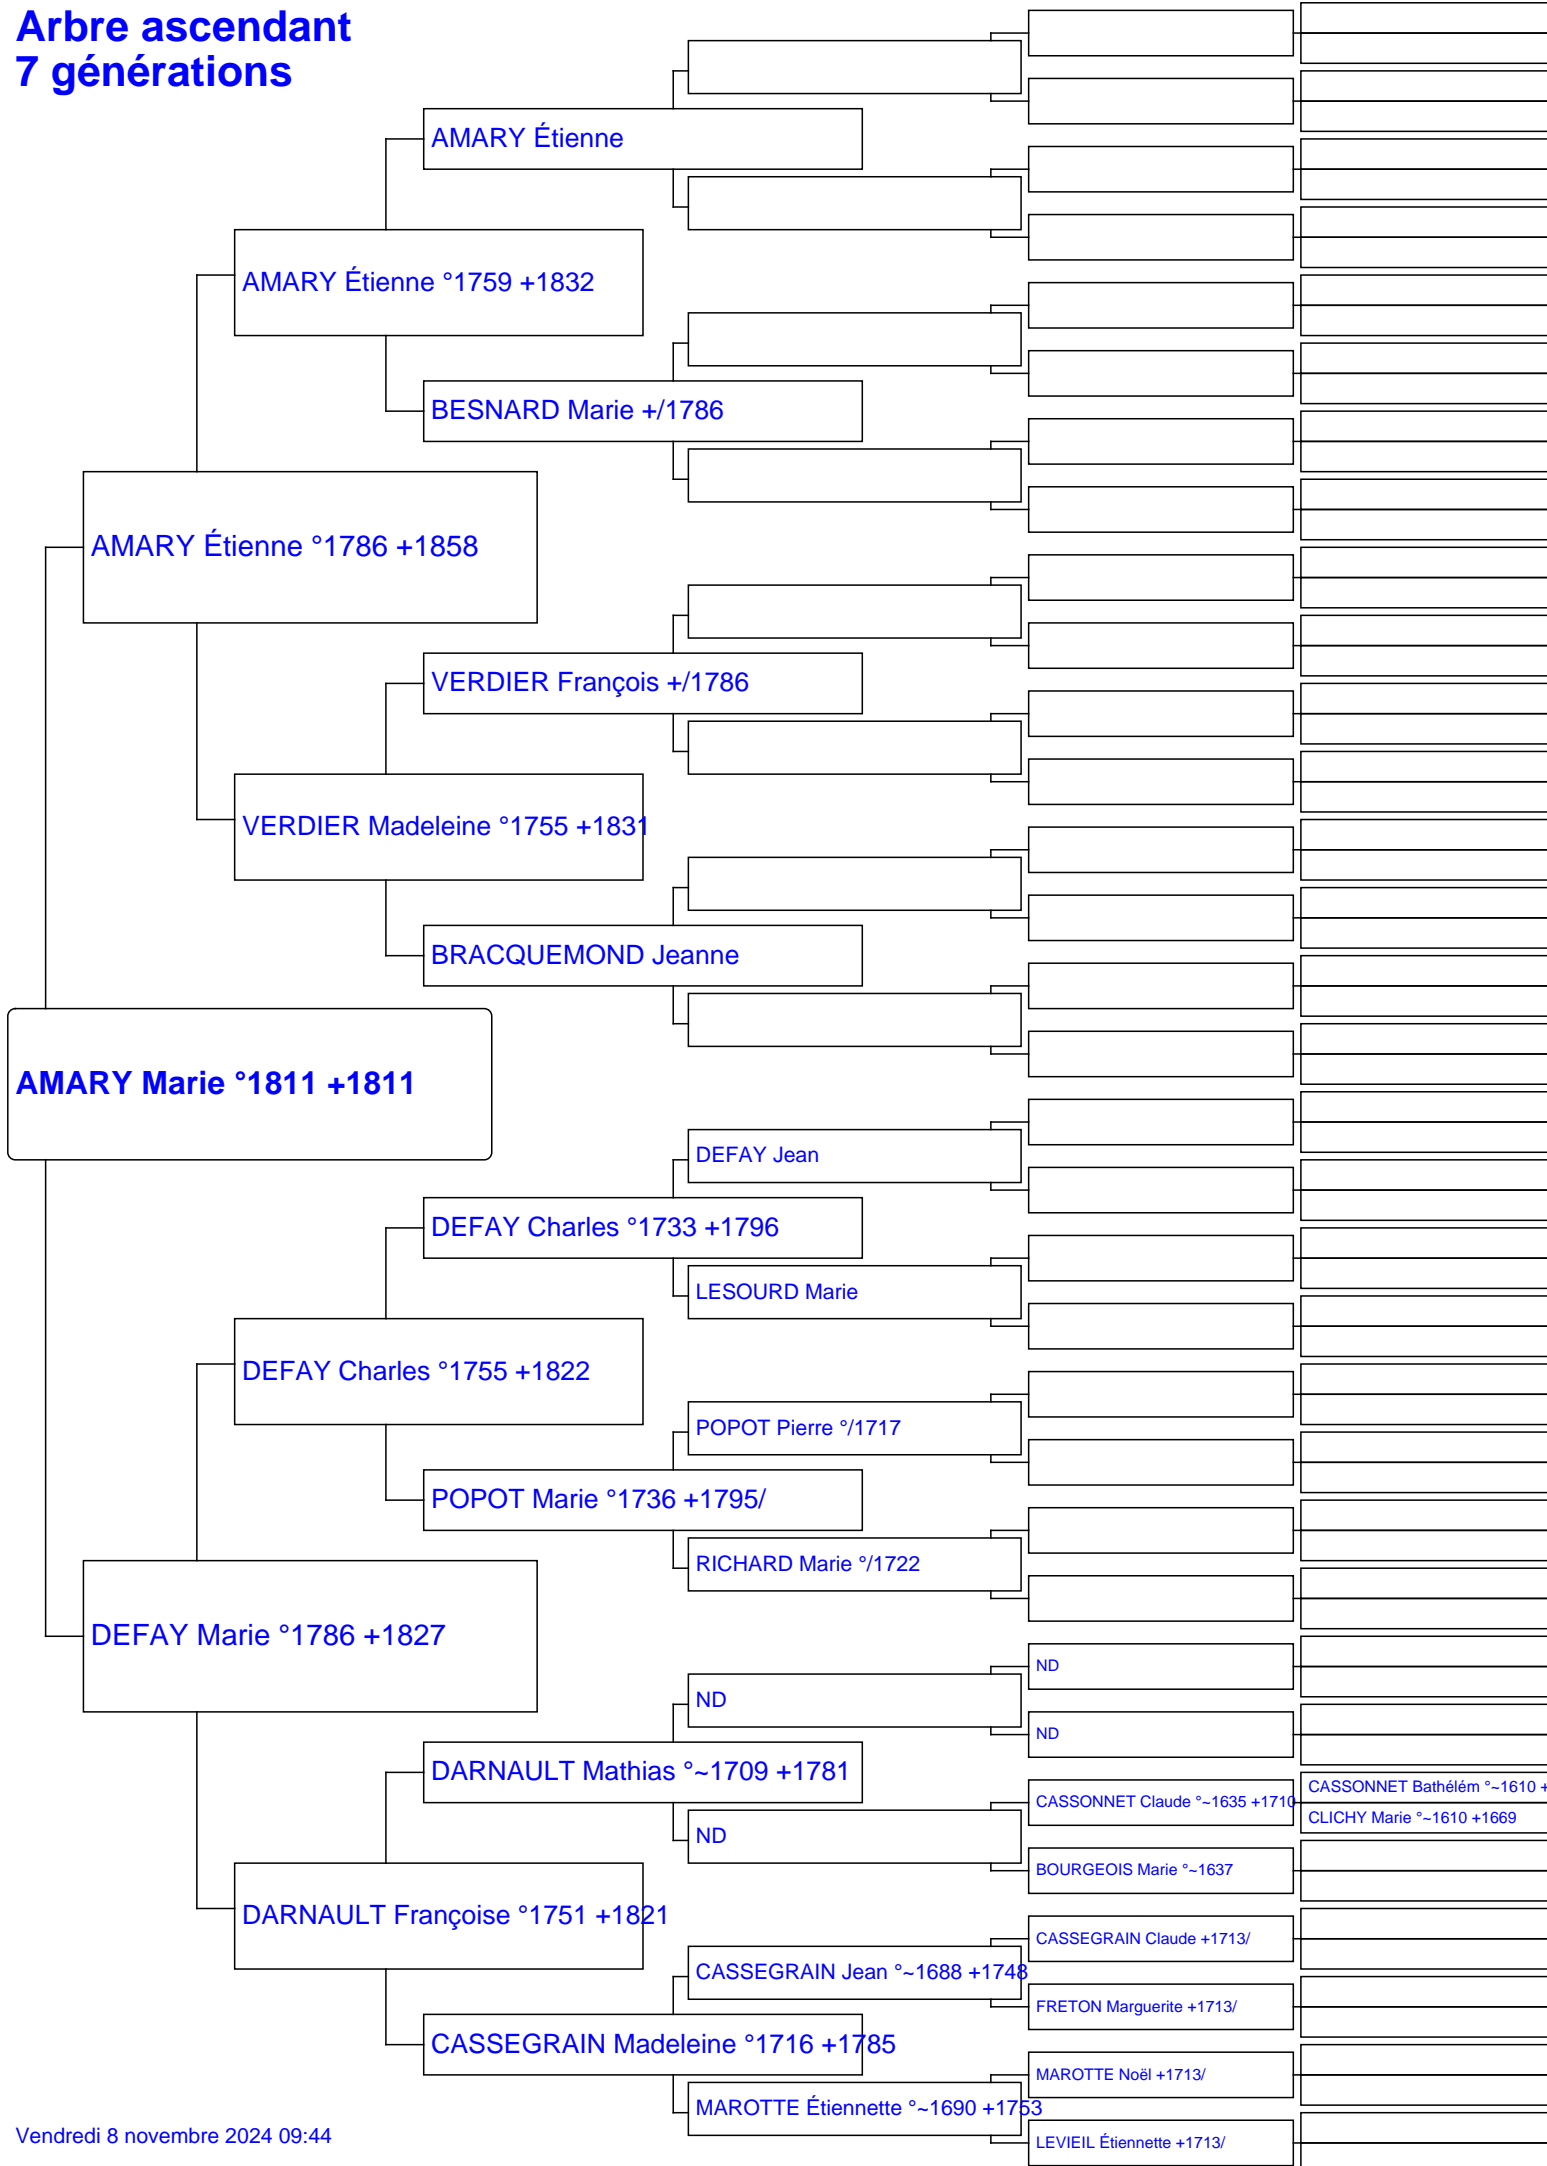 Arbre ascendant
7 générations
AMARY Étienne
AMARY Étienne °1759 +1832
BESNARD Marie +/1786
AMARY Étienne °1786 +1858
VERDIER François +/1786
VERDIER Madeleine °1755 +1831
BRACQUEMOND Jeanne
AMARY Marie °1811 +1811
DEFAY Jean
DEFAY Charles °1733 +1796
LESOURD Marie
DEFAY Charles °1755 +1822
POPOT Pierre °/1717
POPOT Marie °1736 +1795/
RICHARD Marie °/1722
DEFAY Marie °1786 +1827
ND
ND
ND
DARNAULT Mathias °~1709 +1781
CASSONNET Bathélém °~1610 +
CASSONNET Claude °~1635 +1710
CLICHY Marie °~1610 +1669
ND
BOURGEOIS Marie °~1637
DARNAULT Françoise °1751 +1821
CASSEGRAIN Claude +1713/
CASSEGRAIN Jean °~1688 +1748
FRETON Marguerite +1713/
CASSEGRAIN Madeleine °1716 +1785
MAROTTE Noël +1713/
MAROTTE Étiennette °~1690 +1753
LEVIEIL Étiennette +1713/
Vendredi 8 novembre 2024 09:44